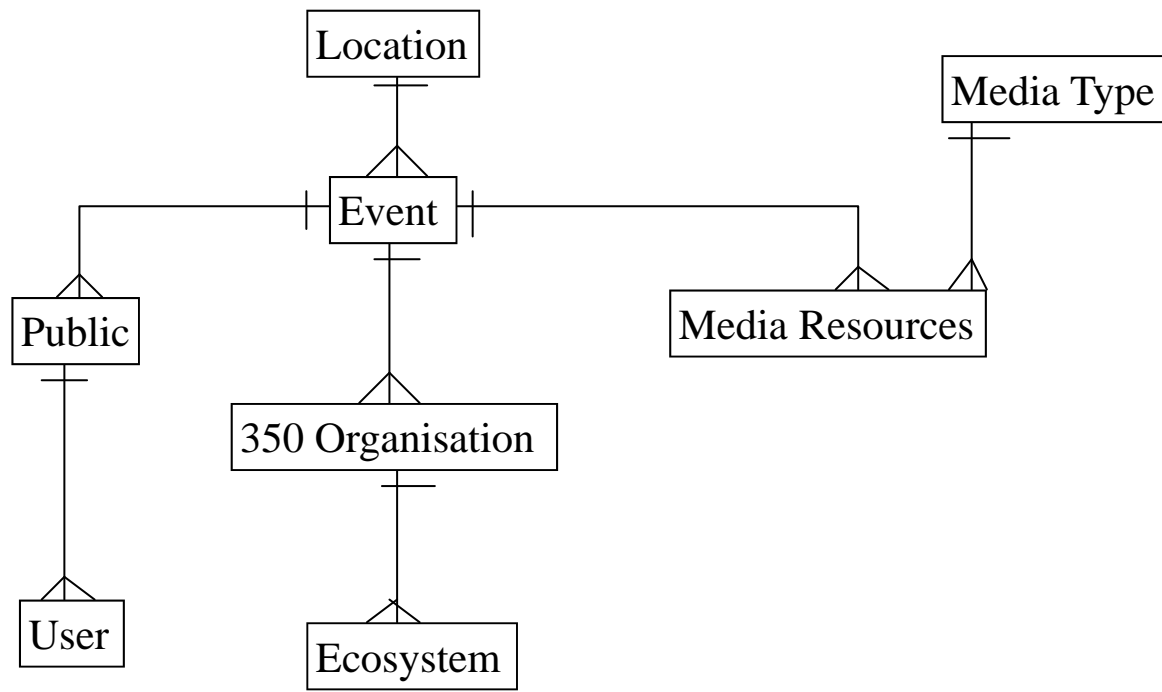 Location
Media Type
Event
Public
Media Resources
350 Organisation
User
Ecosystem